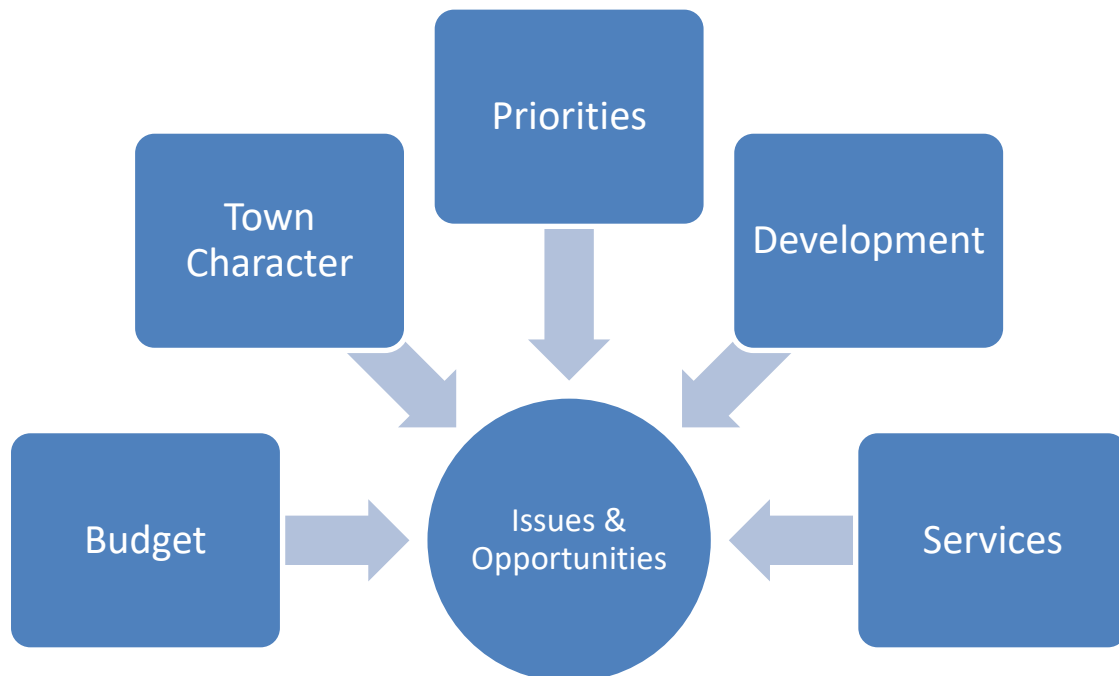 Priorities
Town
Character
Development
Budget
Issues &
Opportunities
Services